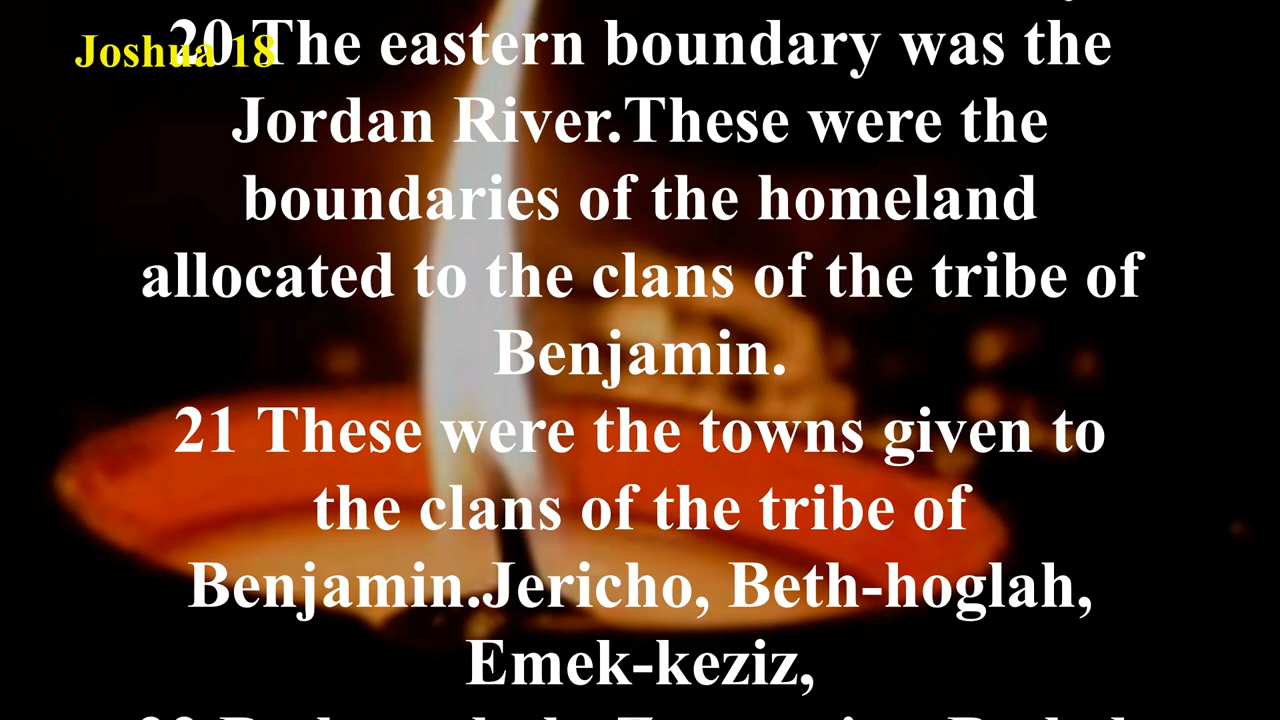 Joshua 18
20 The eastern boundary was the
Jordan River.These were the
boundaries of the homeland
allocated to the clans of the tribe of
Benjamin.
21 These were the towns given to
the clans of the tribe of
Benjamin.Jericho, Beth-hoglah,
Emek-keziz,